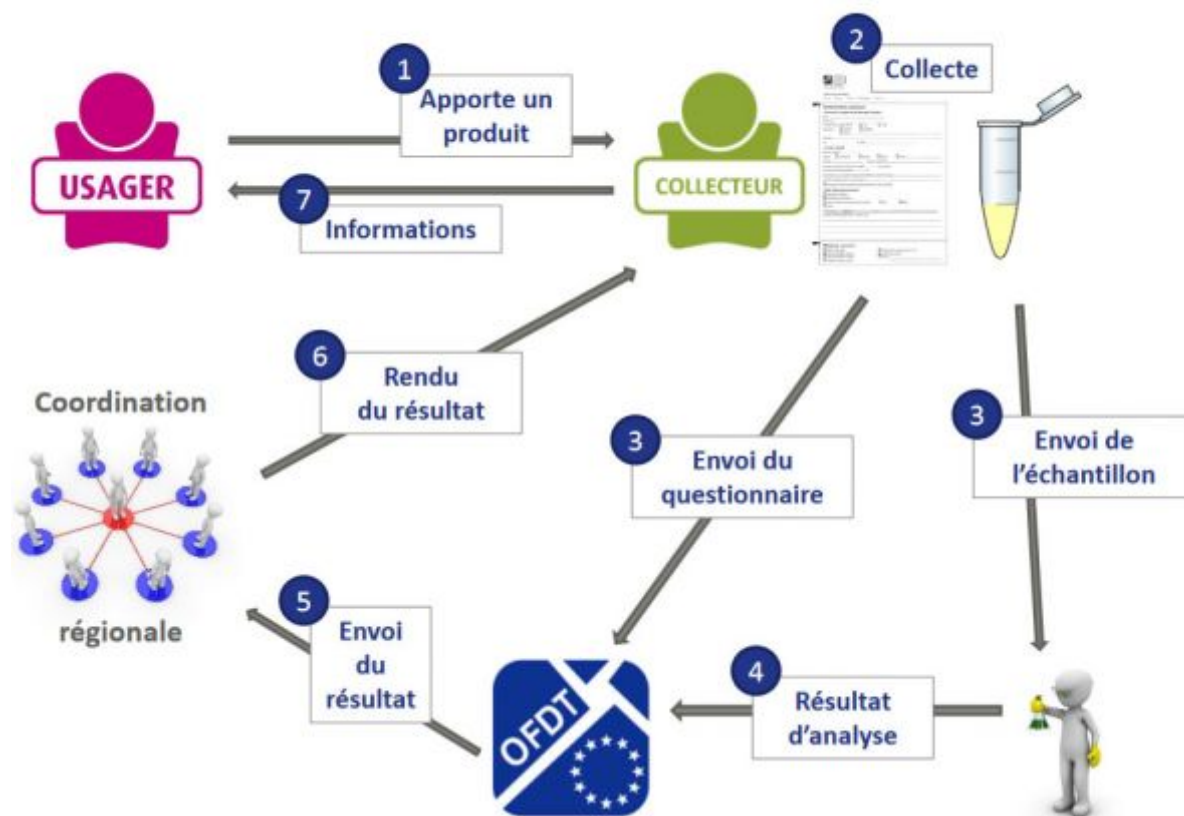 1
Apporte un
produit
2
Collecte
USAGER
COLLECTEUR
7
Informations
6
Rendu
du résultat
Coordination
régionale
3
Envoi du
questionnaire
3
Envoi de
l'échantillon
5
Envoi
du
résultat
4
Résultat
d'analyse
OFDT